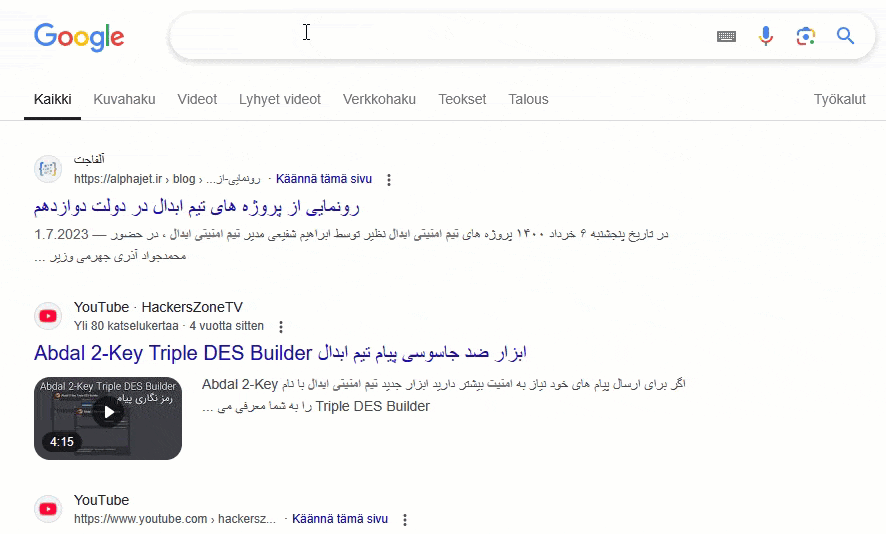 Google
Kaikki Kuvahaku Videot Lyhyet videot Verkkohaku Teokset Talous Työkalut
آلفاجت
https://alphajet.ir › blog › رونمایی-از... · Käännä tämä sivu
رونمایی از پروژه های تیم ابدال در دولت دوازدهم
1.7.2023 — در تاریخ پنجشنبه ۶ خرداد ۱۴۰۰ پروژه های تیم امنیتی ابدال نظیر توسط ابراهیم شفیعی مدیر تیم امنیتی ابدال ، در حضور
محمدجواد آذری جهرمی وزیر ...
YouTube · HackersZoneTV
Yli 80 katselukertaa · 4 vuotta sitten
ابزار ضد جاسوسی پیام تیم ابدال Abdal 2-Key Triple DES Builder
Abdal 2-Key Triple DES Builder
رمز نگاری پیام
4:15
اگر برای ارسال پیام های خود نیاز به امنیت بیشتر دارید ابزار جدید تیم امنیتی ابدال با نام Abdal 2-Key
Triple DES Builder را به شما معرفی می ...
YouTube
https://www.youtube.com › hackersz... · Käännä tämä sivu